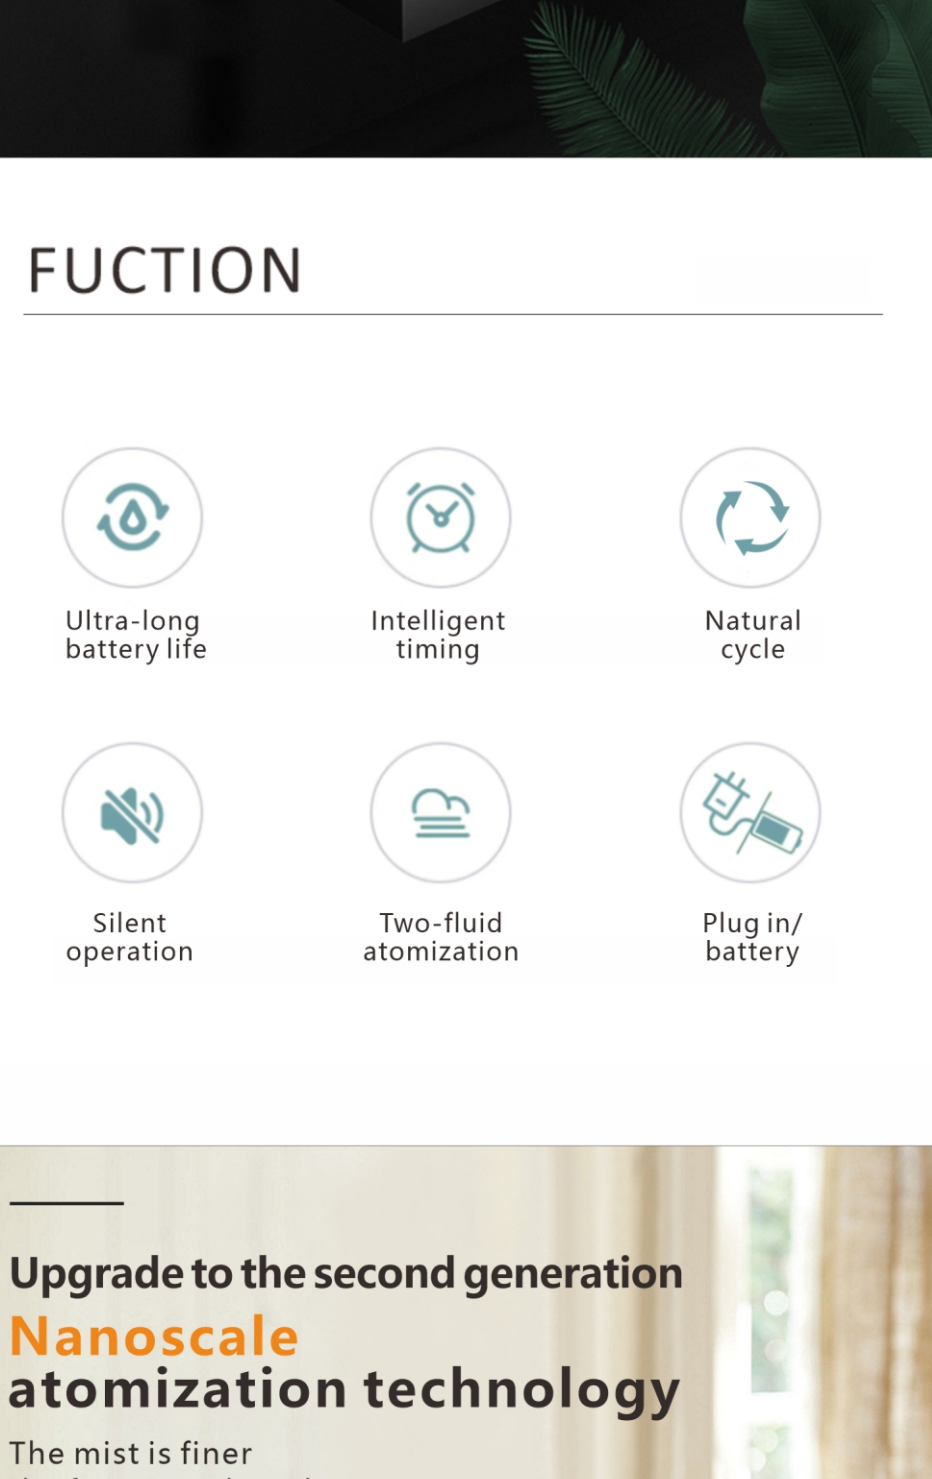 FUCTION
Ultra-long
battery life
Intelligent
timing
Natural
cycle
Silent
operation
Two-fluid
atomization
Plug in/
battery
Upgrade to the second generation
Nanoscale
atomization technology
The mist is finer